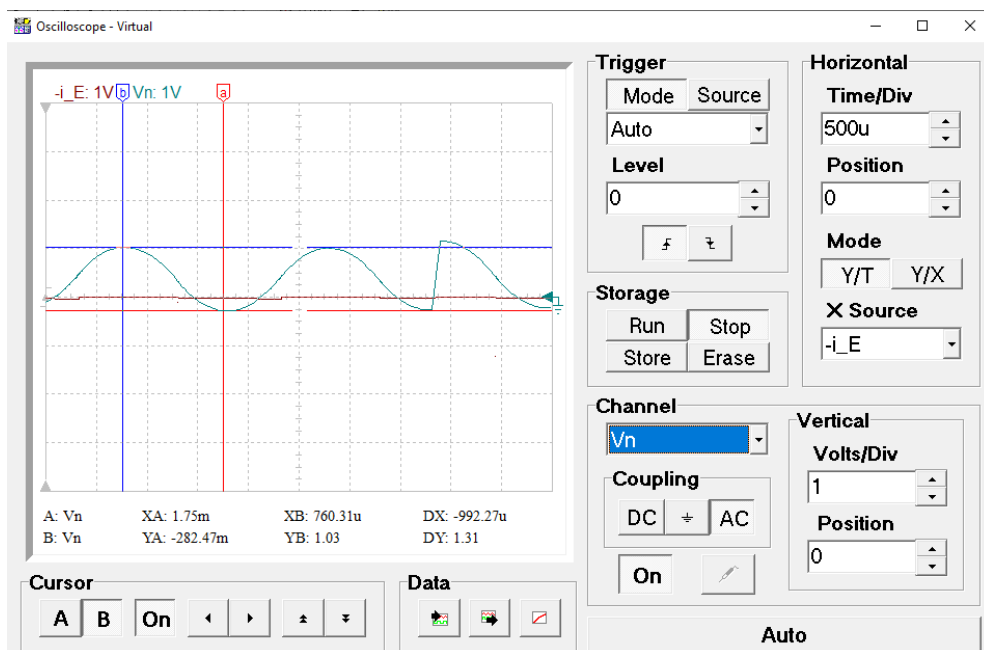 Oscilloscope - Virtual
-i_E: 1V b Vn: 1V a
A: Vn XA: 1.75m XB: 760.31u DX: -992.27u
B: Vn YA: -282.47m YB: 1.03 DY: 1.31
Cursor
A B On
Data
Trigger
Mode Source
Auto
Level
0
Horizontal
Time/Div
500u
Position
0
Mode
Y/T Y/X
X Source
-i_E
Storage
Run Stop
Store Erase
Channel
Vn
Coupling
DC AC
On
Vertical
Volts/Div
1
Position
0
Auto